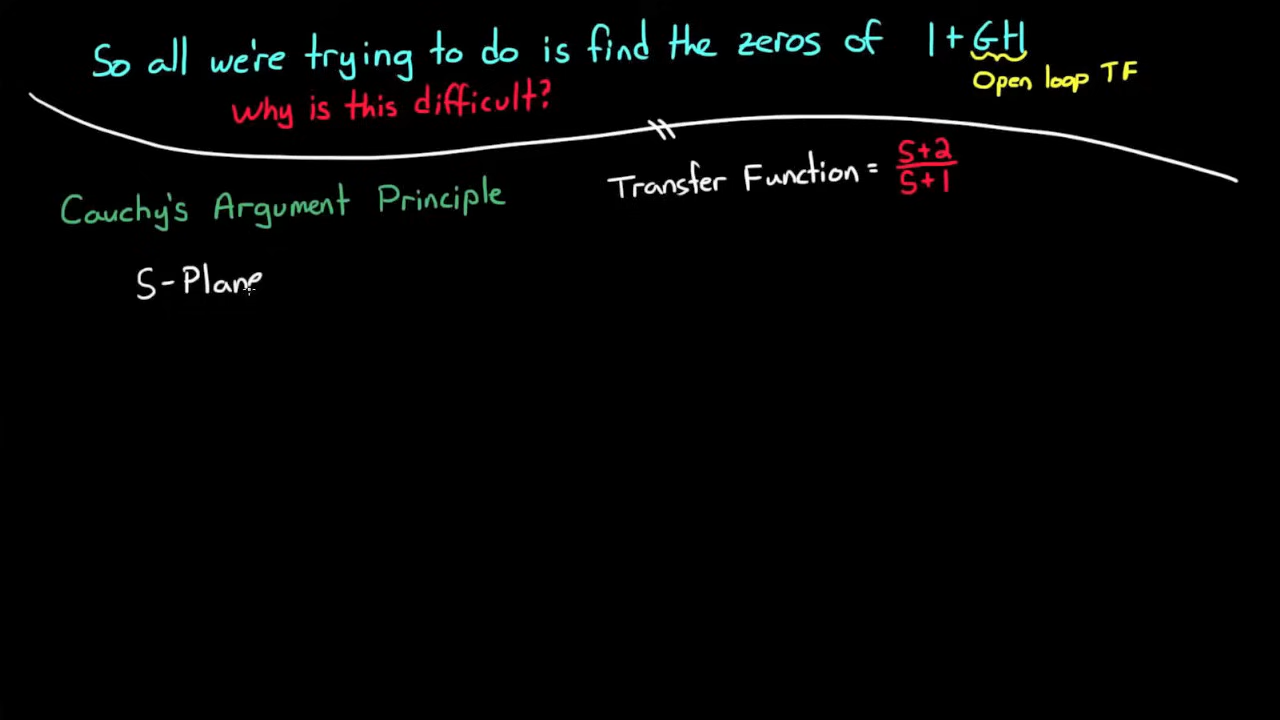 So all we're trying to do is find the zeros of 1+GH
Open loop TF
Why is this difficult?
Transfer Function = S+2
S+1
Cauchy's Argument Principle
S-Plane